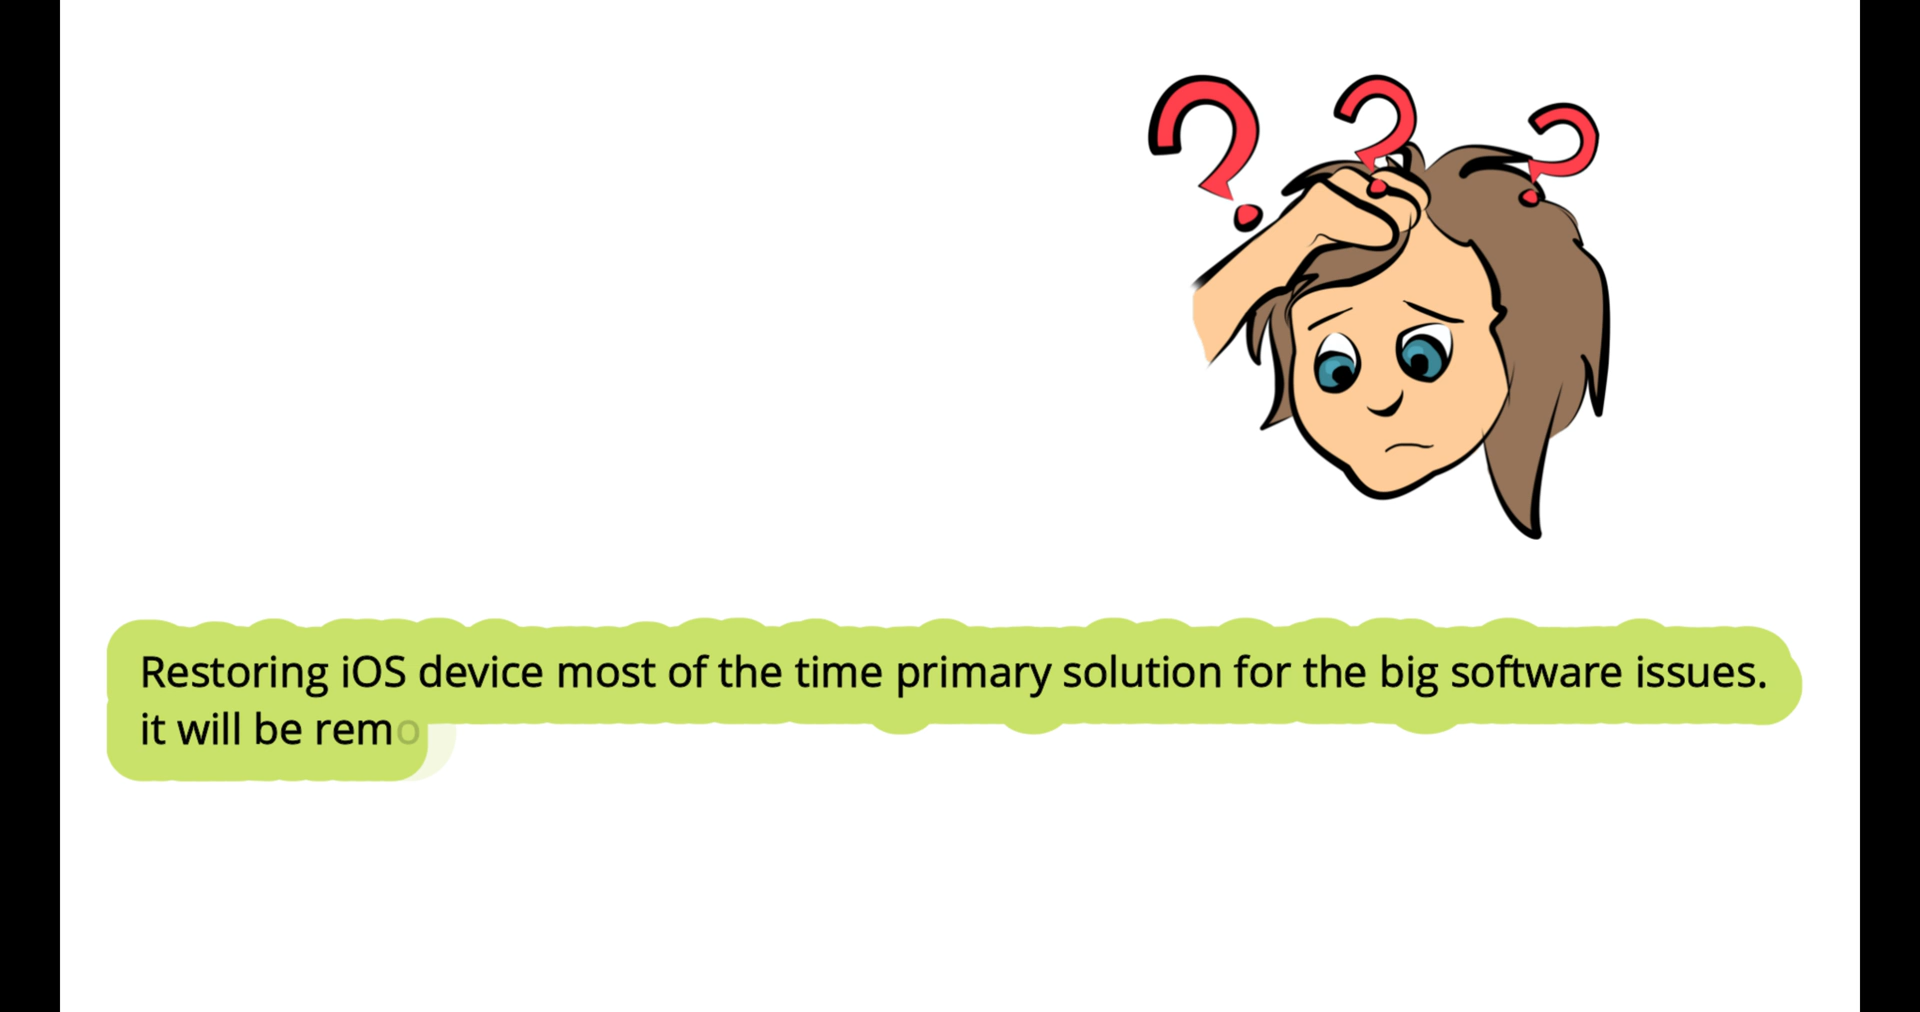 ? ? ?
Restoring iOS device most of the time primary solution for the big software issues.
it will be remo